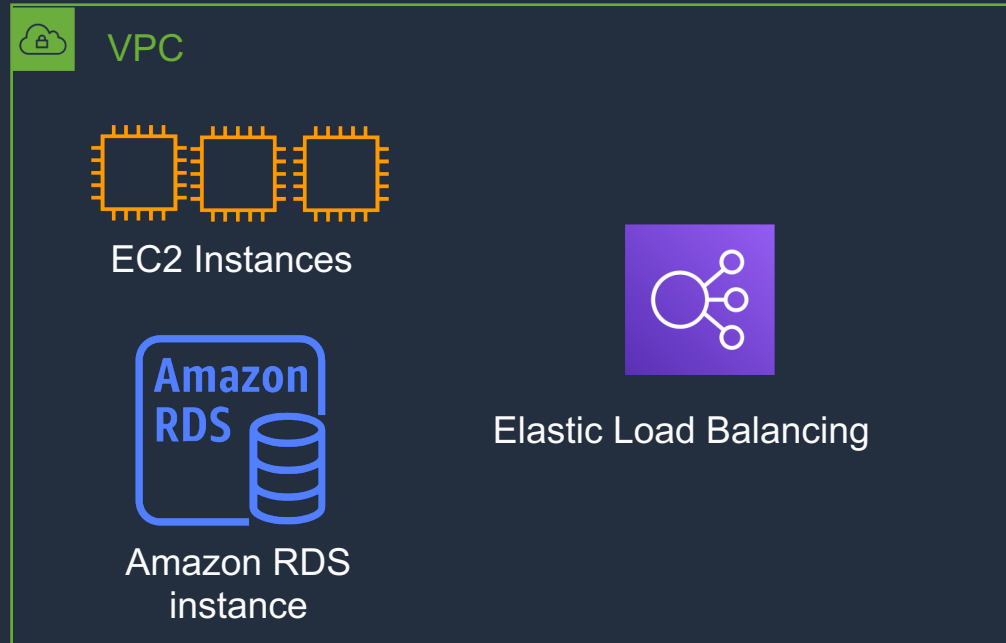 VPC
EC2 Instances
Amazon
RDS
Elastic Load Balancing
Amazon RDS
instance